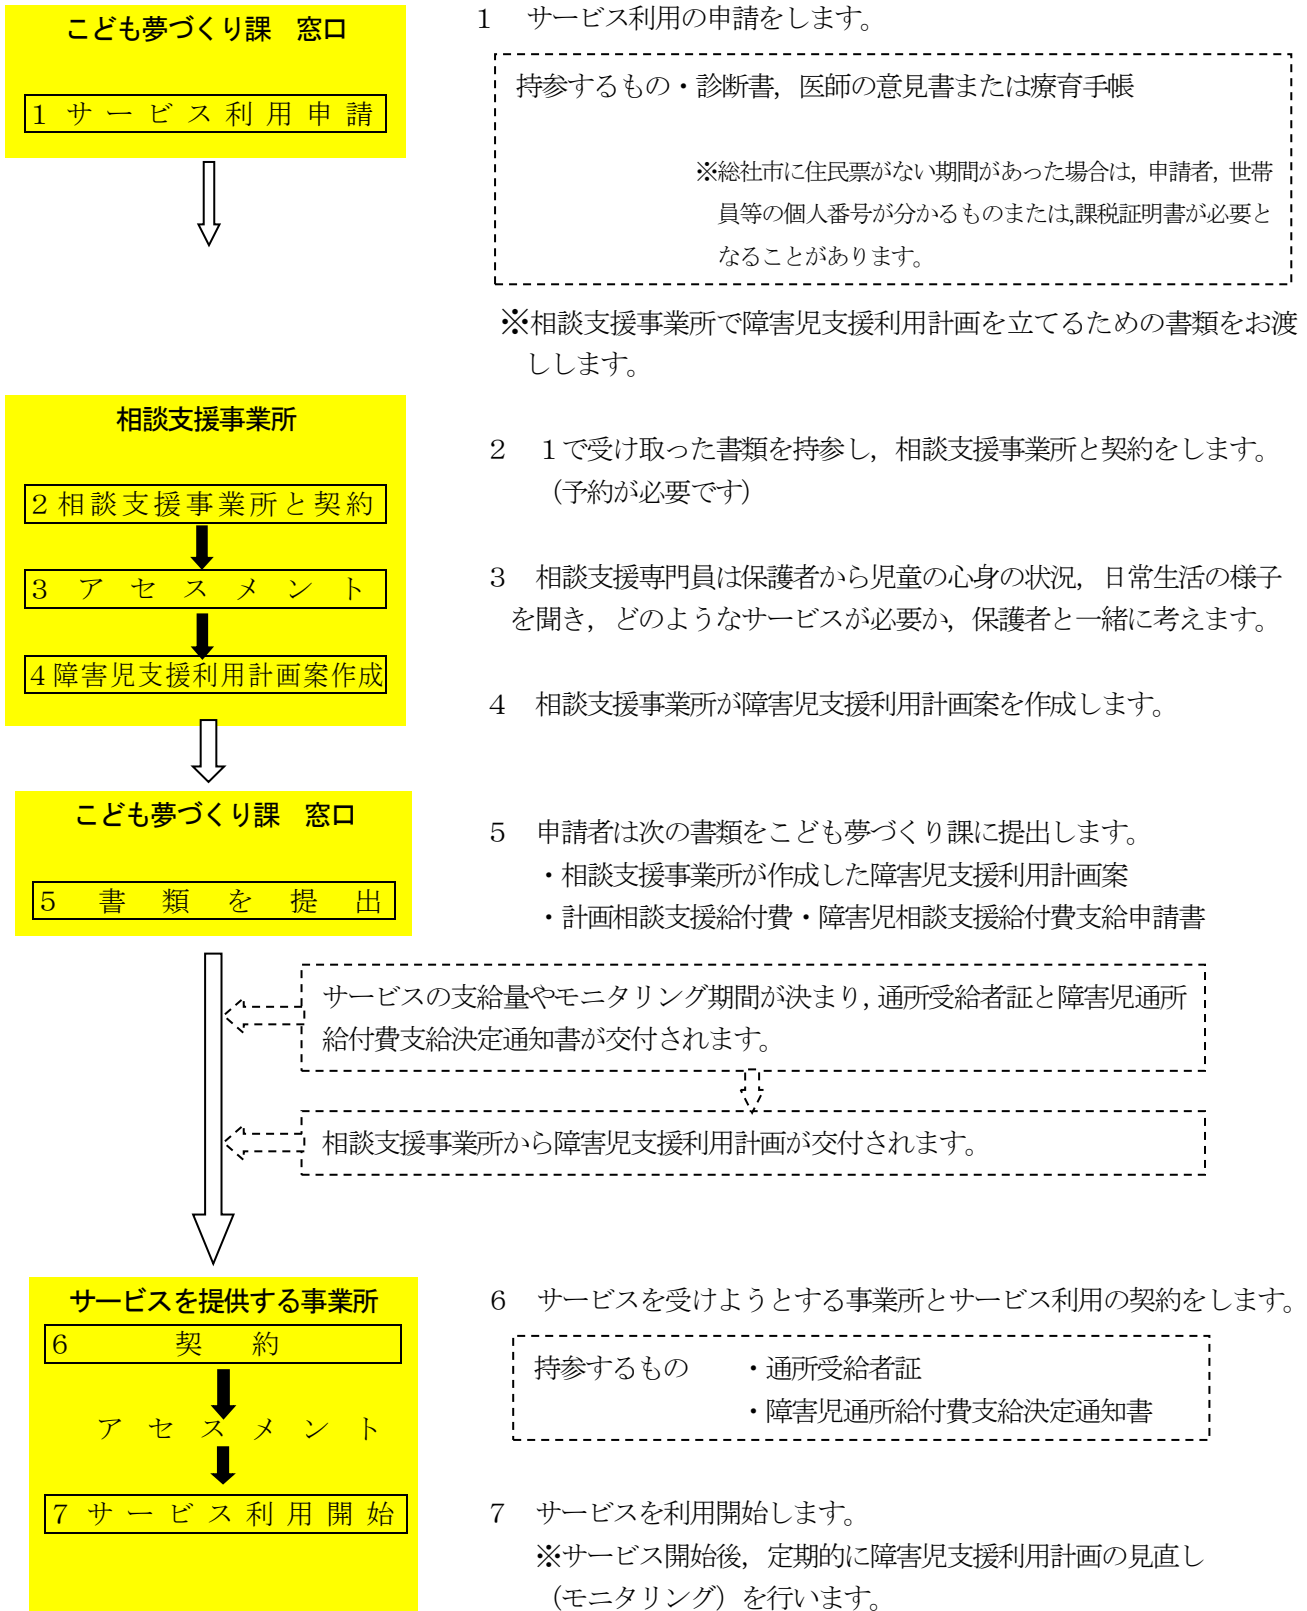 こども夢づくり課　窓口
1 サービス利用申請
１　サービス利用の申請をします。
持参するもの・診断書，医師の意見書または療育手帳
※総社市に住民票がない期間があった場合は，申請者，世帯
員等の個人番号が分かるものまたは,課税証明書が必要と
なることがあります。
※相談支援事業所で障害児支援利用計画を立てるための書類をお渡
しします。
相談支援事業所
2 相談支援事業所と契約
3 アセスメント
4 障害児支援利用計画案作成
２　１で受け取った書類を持参し，相談支援事業所と契約をします。
（予約が必要です）
３　相談支援専門員は保護者から児童の心身の状況，日常生活の様子
を聞き，どのようなサービスが必要か，保護者と一緒に考えます。
４　相談支援事業所が障害児支援利用計画案を作成します。
こども夢づくり課　窓口
5 書類を提出
５　申請者は次の書類をこども夢づくり課に提出します。
・相談支援事業所が作成した障害児支援利用計画案
・計画相談支援給付費・障害児相談支援給付費支給申請書
サービスの支給量やモニタリング期間が決まり，通所受給者証と障害児通所
給付費支給決定通知書が交付されます。
相談支援事業所から障害児支援利用計画が交付されます。
サービスを提供する事業所
6 契約
アセスメント
7 サービス利用開始
６　サービスを受けようとする事業所とサービス利用の契約をします。
持参するもの　・通所受給者証
・障害児通所給付費支給決定通知書
７　サービスを利用開始します。
※サービス開始後，定期的に障害児支援利用計画の見直し
（モニタリング）を行います。